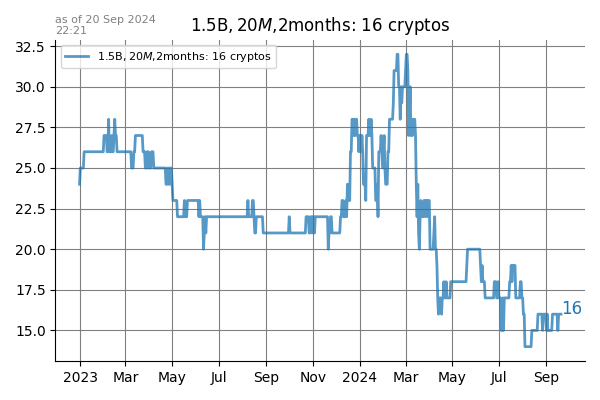 as of 20 Sep 2024
22:21
1.5B, 20M,2months: 16 cryptos
1.5B, 20M,2months: 16 cryptos
32.5
30.0
27.5
25.0
22.5
20.0
17.5
15.0
16
2023 Mar May Jul Sep Nov 2024 Mar May Jul Sep